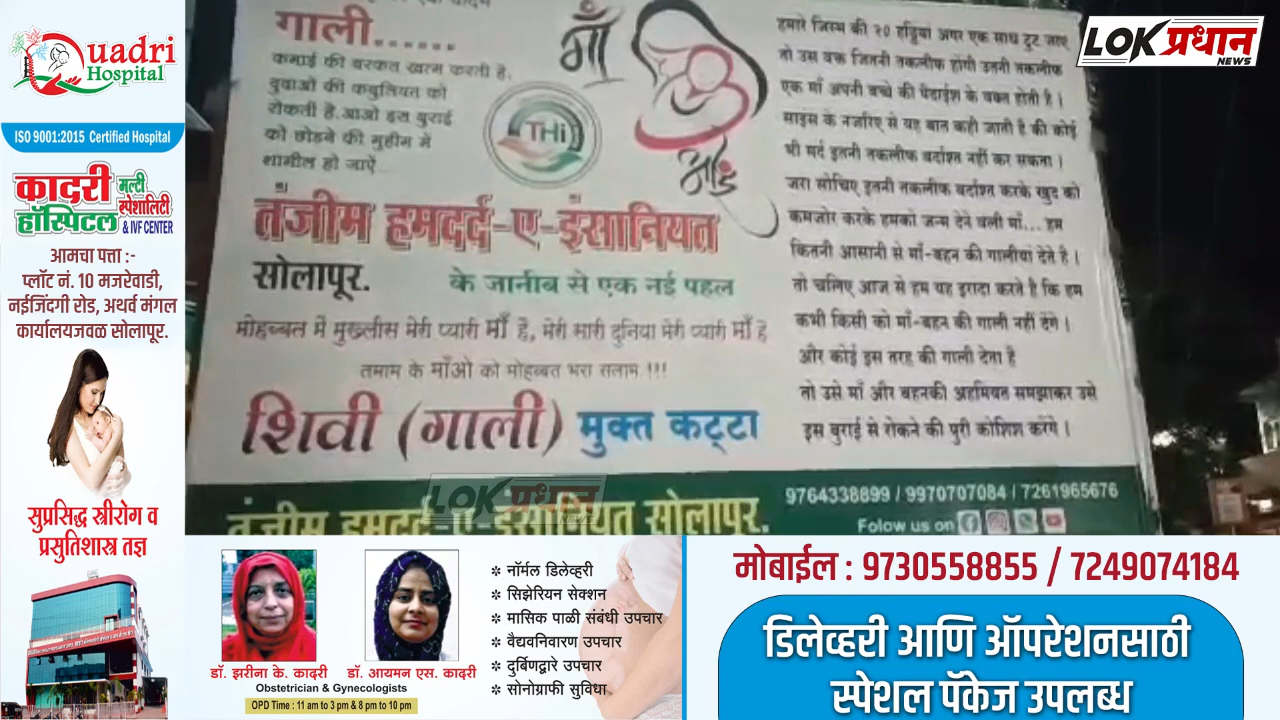 Quadri
Hospital
ISO 9001:2015 Certified Hospital
कादरी
हॉस्पिटल
मल्टी
स्पेशालिटी
& IVF CENTER
आमचा पत्ता :-
प्लॉट नं. 10 मजरेवाडी,
नईजिंदगी रोड, अथर्व मंगल
कार्यालयजवळ सोलापूर.
सुप्रसिद्ध स्त्रीरोग व
प्रसुतिशास्त्र तज्ञ
LOK प्रधान
NEWS
गाली......
कमाई की बरकत खत्म करती है.
दुवाओं की कबुलियत को
रोकती है.आओ इस बुराई
को छोडने की मुहीम में
शामील हो जाऐं...
माँ
THi
और
तंजीम हमदर्द-ए-इंसानियत
सोलापूर.
के जानीब से एक नई पहल
मोहब्बत में मुख्लीस मेरी प्यारी माँ है, मेरी सारी दुनिया मेरी प्यारी माँ है
तमाम के माँओ को मोहब्बत भरा सलाम !!!
शिवी (गाली) मुक्त कट्टा
हमारे जिस्म की २० हड्डियां अगर एक साथ टुट जाए
तो उस वक्त जितनी तकलीफ होगी उतनी तकलीफ
एक माँ अपनी बच्चे की पैदाईश के वक्त होती है ।
साइंस के नजरिए से यह बात कही जाती है की कोई
भी मर्द इतनी तकलीफ बर्दाश्त नहीं कर सकता ।
जरा सोचिए इतनी तकलीफ बर्दाश्त करके खुद को
कमजोर करके हमको जन्म देने वली माँ... हम
कितनी आसानी से माँ-बहन की गालीयां देते है ।
तो चलिए आज से हम यह इरादा करते है कि हम
कभी किसी को माँ-बहन की गाली नहीं देंगे ।
और कोई इस तरह की गाली देता है
तो उसे माँ और बहनकी अहमियत समझाकर उसे
इस बुराई से रोकने की पुरी कोशिश करेंगे ।
LOK प्रधान
NEWS
तंजीम हमदर्द-ए-इंसानियत सोलापूर.
9764338899 / 9970707084 / 7261965676
Folow us on
डॉ. झरीना के. कादरी
डॉ. आयमन एस. कादरी
Obstetrician & Gynecologists
OPD Time : 11 am to 3 pm & 8 pm to 10 pm
❇ नॉर्मल डिलेव्हरी
❇ सिझेरियन सेक्शन
❇ मासिक पाळी संबंधी उपचार
❇ वैद्यवनिवारण उपचार
❇ दुर्बिणद्वारे उपचार
❇ सोनोग्राफी सुविधा
मोबाईल : 9730558855 / 7249074184
डिलेव्हरी आणि ऑपरेशनसाठी
स्पेशल पॅकेज उपलब्ध